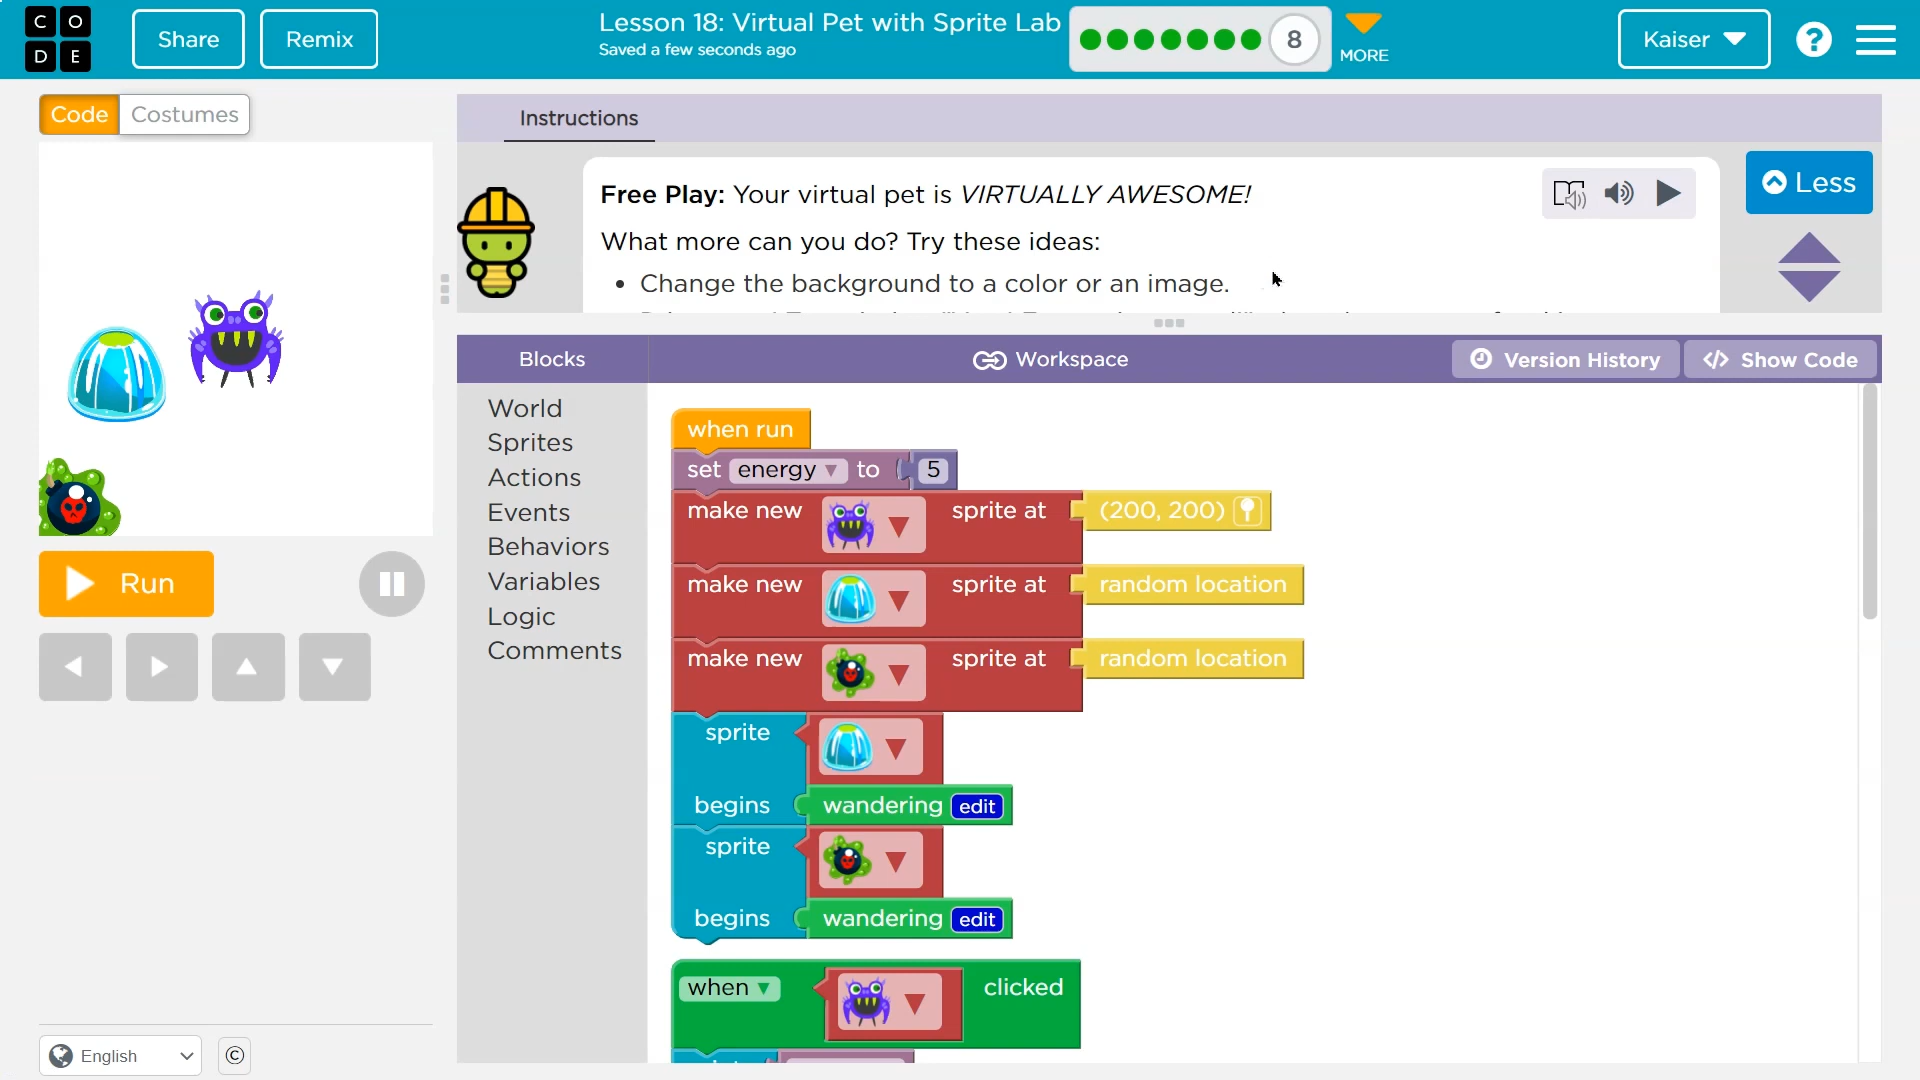 CODE
Share
Remix
Lesson 18: Virtual Pet with Sprite Lab
Saved a few seconds ago
8
MORE
Kaiser
?
Code
Costumes
Instructions
Free Play: Your virtual pet is VIRTUALLY AWESOME!
What more can you do? Try these ideas:
• Change the background to a color or an image.
Less
Blocks
Workspace
Version History
</> Show Code
World
Sprites
Actions
Events
Behaviors
Variables
Logic
Comments
when run
set energy to 5
make new sprite at (200, 200)
make new sprite at random location
make new sprite at random location
sprite
begins wandering edit
sprite
begins wandering edit
when clicked
Run
English
©